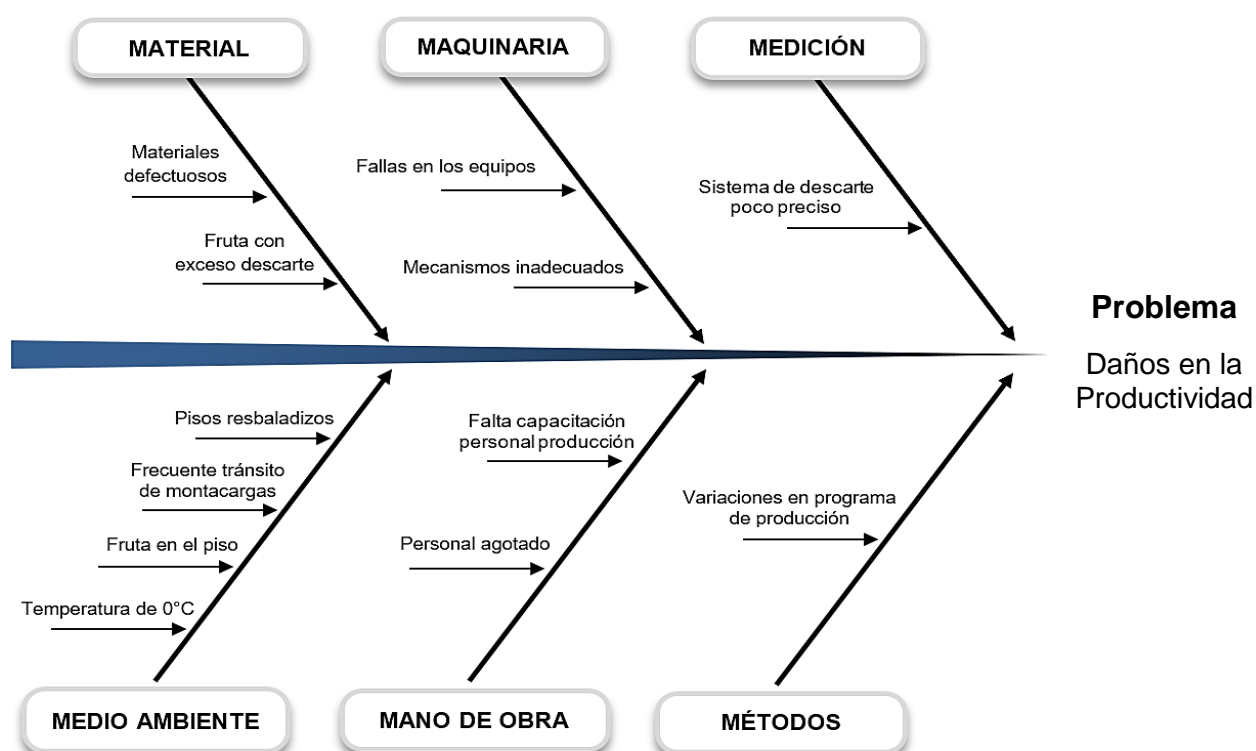 MATERIAL
MAQUINARIA
MEDICIÓN
Materiales
defectuosos
Fruta con
exceso descarte
Fallas en los equipos
Mecanismos inadecuados
Sistema de descarte
poco preciso
Problema
Daños en la
Productividad
Pisos resbaladizos
Frecuente tránsito
de montacargas
Fruta en el piso
Temperatura de 0°C
Falta capacitación
personal producción
Personal agotado
Variaciones en programa
de producción
MEDIO AMBIENTE
MANO DE OBRA
MÉTODOS